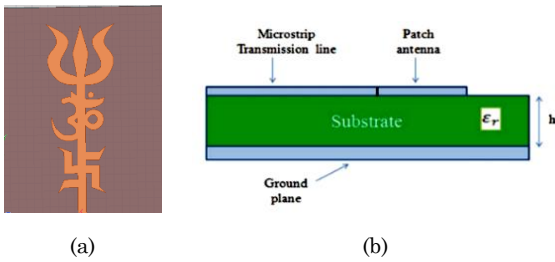 Microstrip
Transmission line
Patch
antenna
Substrate
εr
h
Ground
plane
ॐ
(a)
(b)